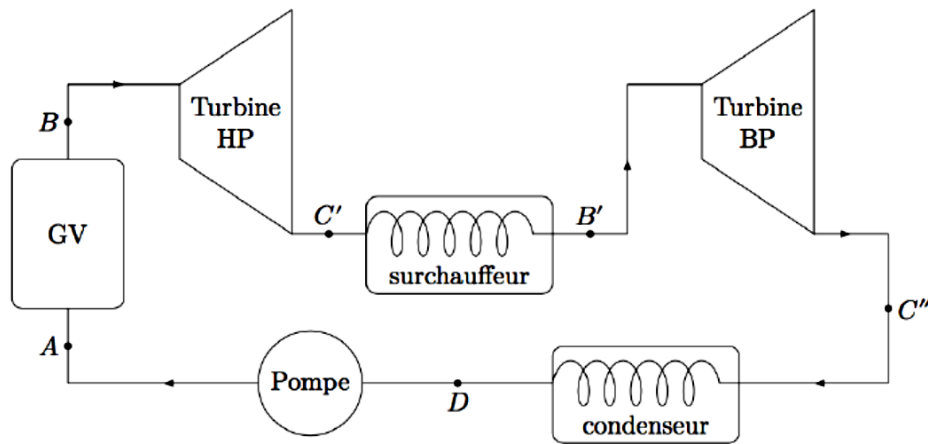 Turbine
HP
Turbine
BP
B
GV
C′
B′
surchauffeur
C′′
A
Pompe
D
condenseur